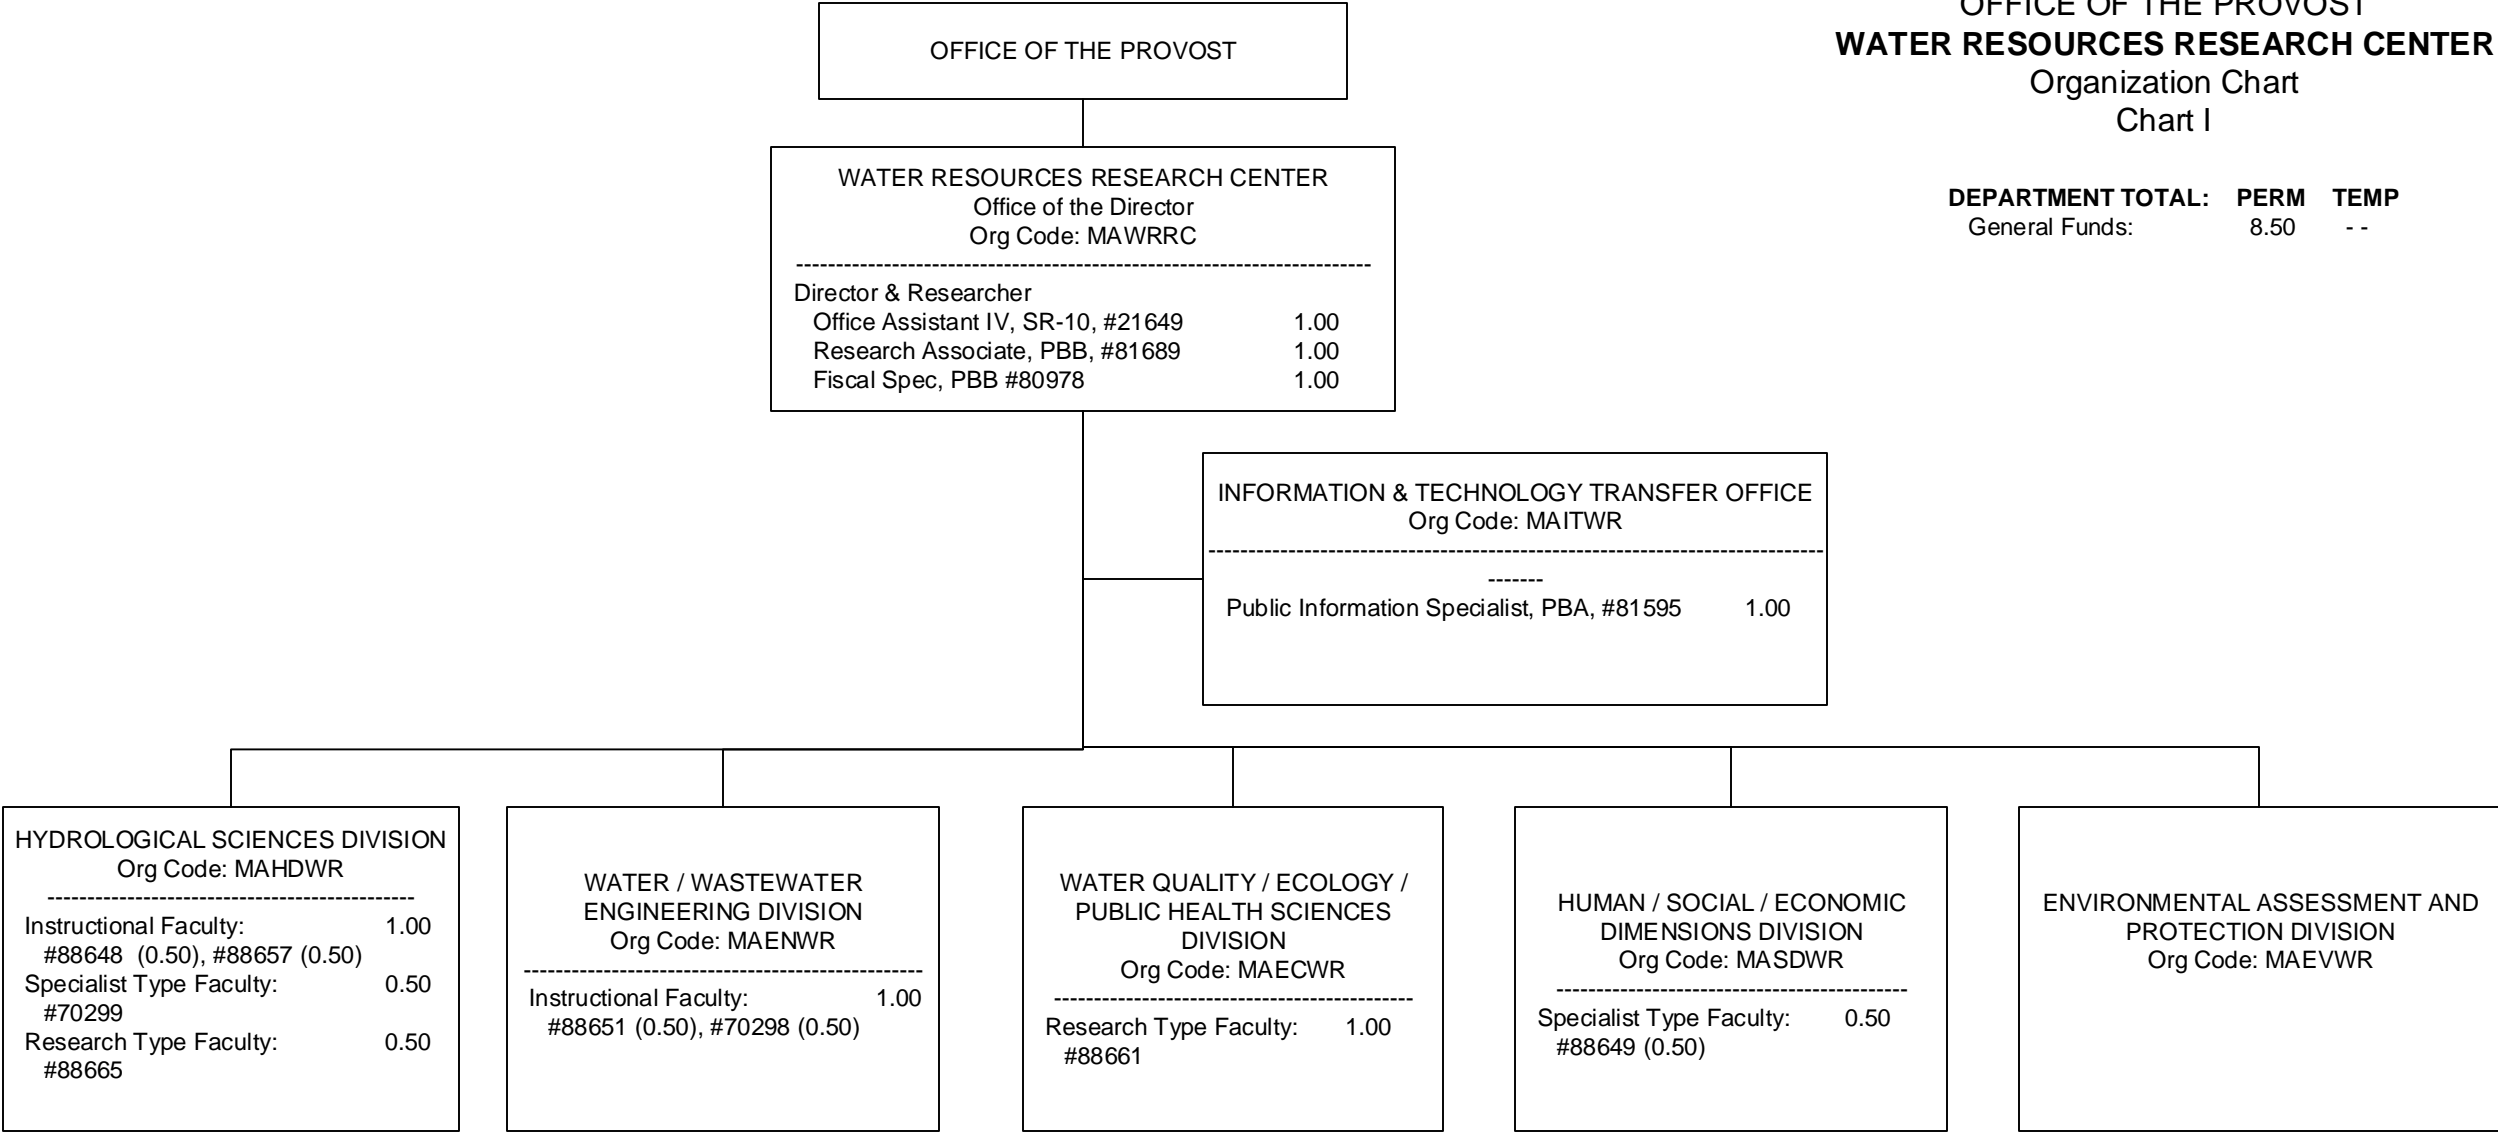 OFFICE OF THE PROVOST
WATER RESOURCES RESEARCH CENTER
Organization Chart
Chart I
DEPARTMENT TOTAL: PERM TEMP
General Funds: 8.50 - -
OFFICE OF THE PROVOST
WATER RESOURCES RESEARCH CENTER
Office of the Director
Org Code: MAWRRC
------------------------------------------------------------------------
Director & Researcher
Office Assistant IV, SR-10, #21649 1.00
Research Associate, PBB, #81689 1.00
Fiscal Spec, PBB #80978 1.00
INFORMATION & TECHNOLOGY TRANSFER OFFICE
Org Code: MAITWR
-----------------------------------------------------------------------------
-------
Public Information Specialist, PBA, #81595 1.00
HYDROLOGICAL SCIENCES DIVISION
Org Code: MAHDWR
----------------------------------------------
Instructional Faculty: 1.00
#88648 (0.50), #88657 (0.50)
Specialist Type Faculty: 0.50
#70299
Research Type Faculty: 0.50
#88665
WATER / WASTEWATER
ENGINEERING DIVISION
Org Code: MAENWR
--------------------------------------------------
Instructional Faculty: 1.00
#88651 (0.50), #70298 (0.50)
WATER QUALITY / ECOLOGY /
PUBLIC HEALTH SCIENCES
DIVISION
Org Code: MAECWR
---------------------------------------------
Research Type Faculty: 1.00
#88661
HUMAN / SOCIAL / ECONOMIC
DIMENSIONS DIVISION
Org Code: MASDWR
--------------------------------------------
Specialist Type Faculty: 0.50
#88649 (0.50)
ENVIRONMENTAL ASSESSMENT AND
PROTECTION DIVISION
Org Code: MAEVWR